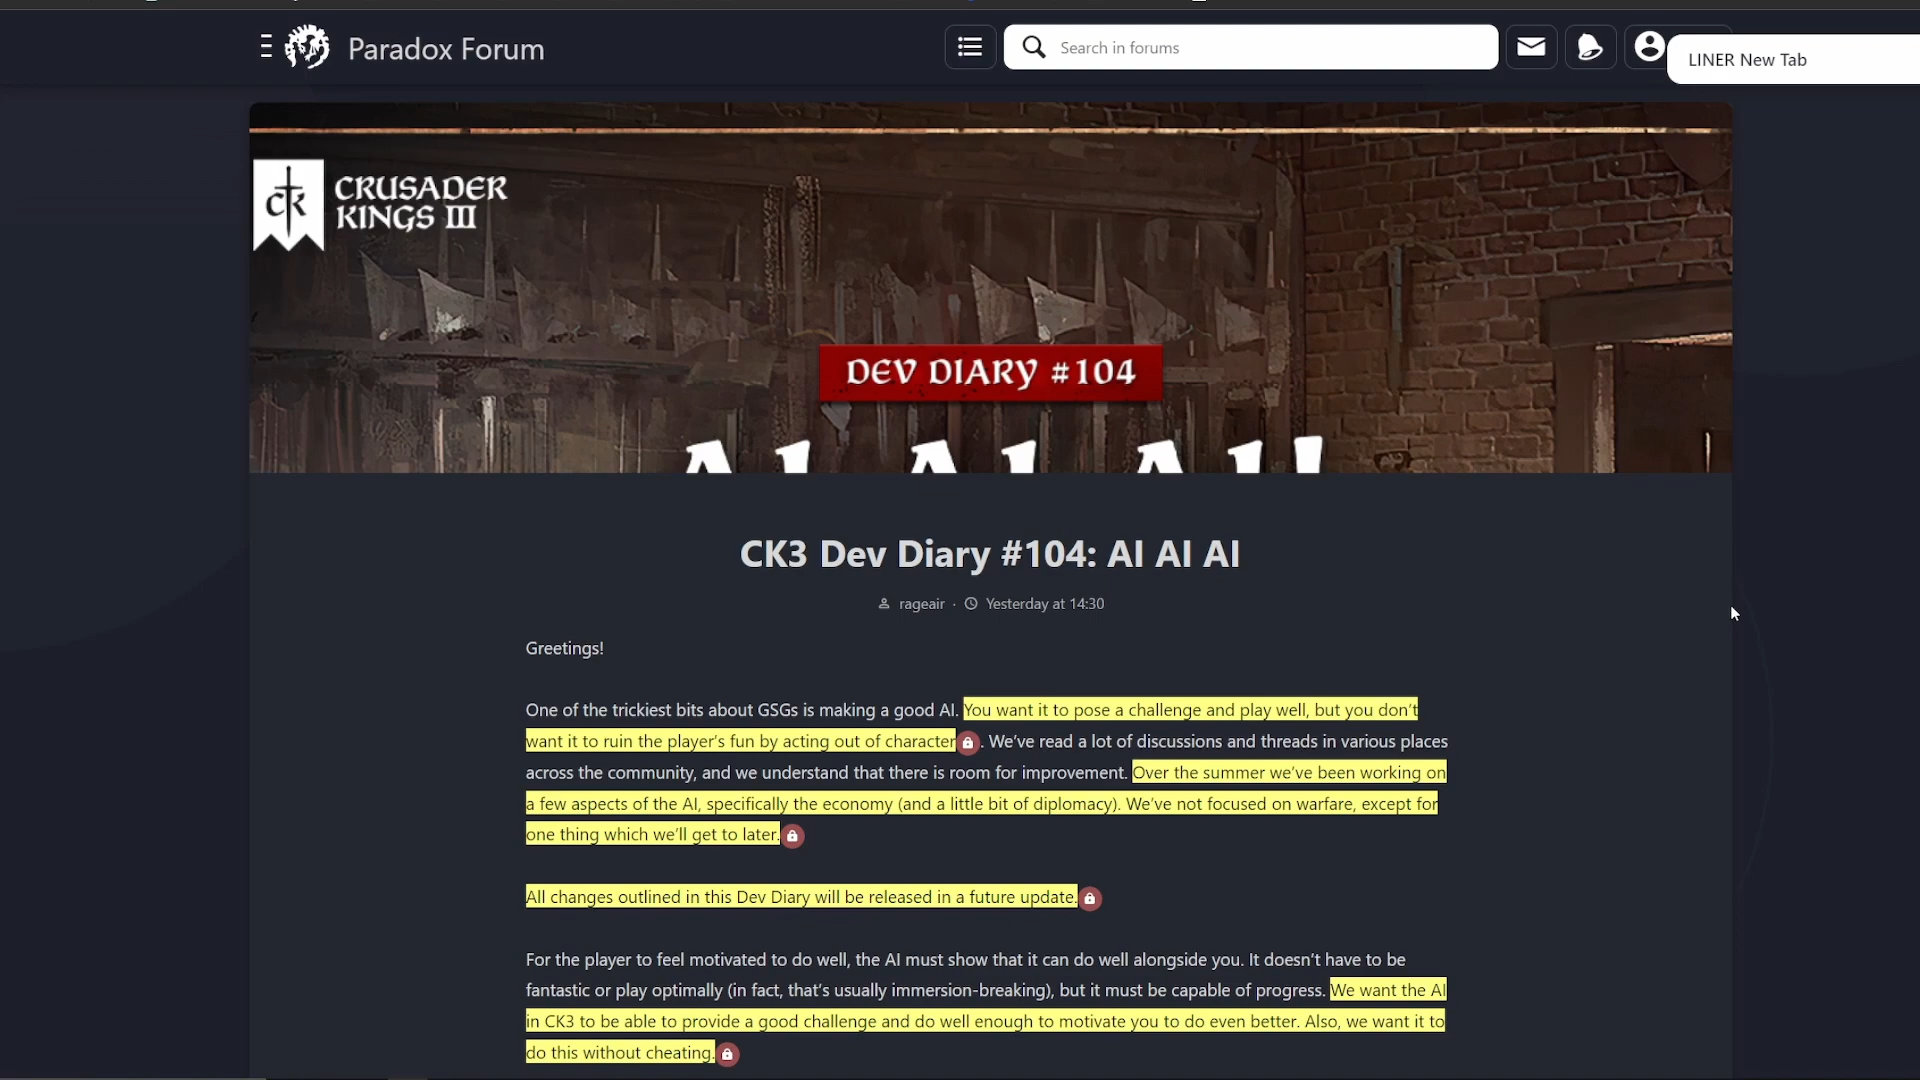 Paradox Forum
Search in forums
LINER New Tab
CK
CRUSADER
KINGS III
DEV DIARY #104
AI AI AI!
CK3 Dev Diary #104: AI AI AI
rageair · Yesterday at 14:30
Greetings!
One of the trickiest bits about GSGs is making a good AI. You want it to pose a challenge and play well, but you don't
want it to ruin the player's fun by acting out of character. We've read a lot of discussions and threads in various places
across the community, and we understand that there is room for improvement. Over the summer we've been working on
a few aspects of the AI, specifically the economy (and a little bit of diplomacy). We've not focused on warfare, except for
one thing which we'll get to later.
All changes outlined in this Dev Diary will be released in a future update.
For the player to feel motivated to do well, the AI must show that it can do well alongside you. It doesn't have to be
fantastic or play optimally (in fact, that's usually immersion-breaking), but it must be capable of progress. We want the AI
in CK3 to be able to provide a good challenge and do well enough to motivate you to do even better. Also, we want it to
do this without cheating.